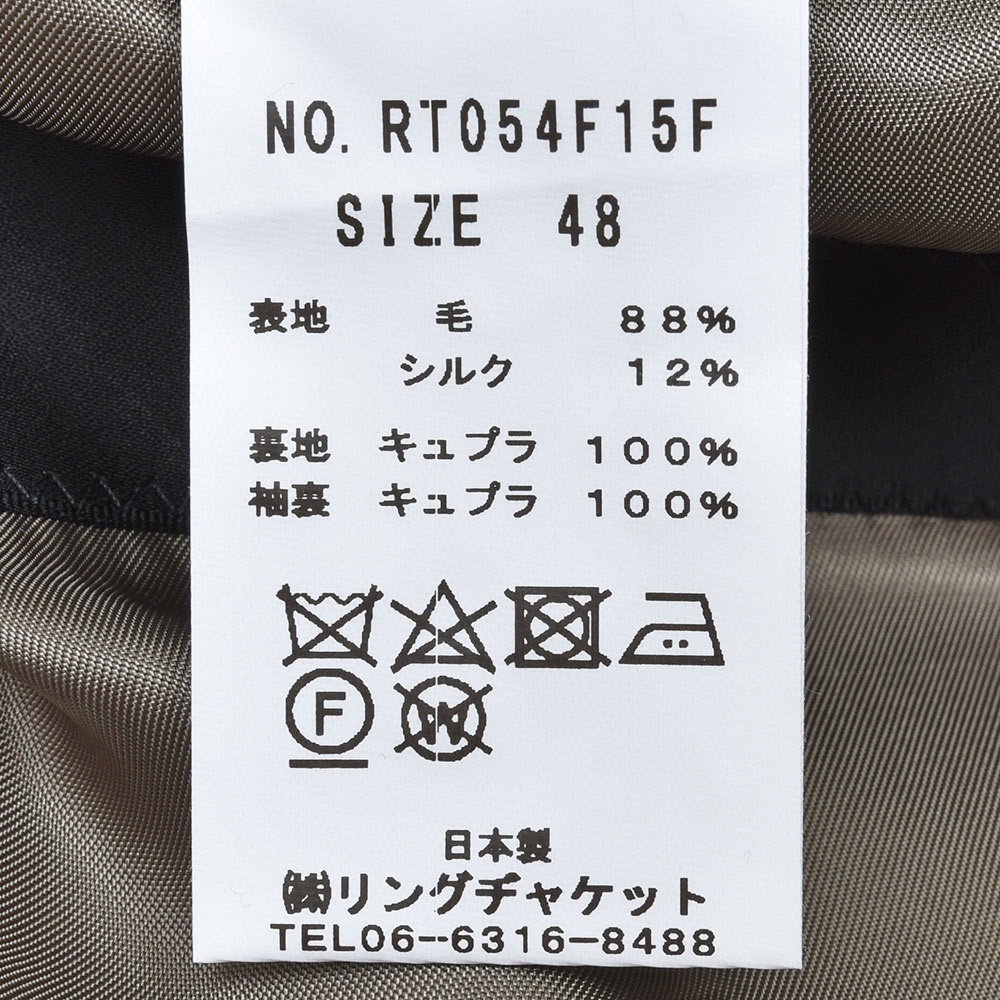 NO. RT054F15F
SIZE 48
表地 毛 88%
シルク 12%
裏地 キュプラ 100%
袖裏 キュプラ 100%
F W
日本製
㈱リングヂャケット
TEL06-6316-8488